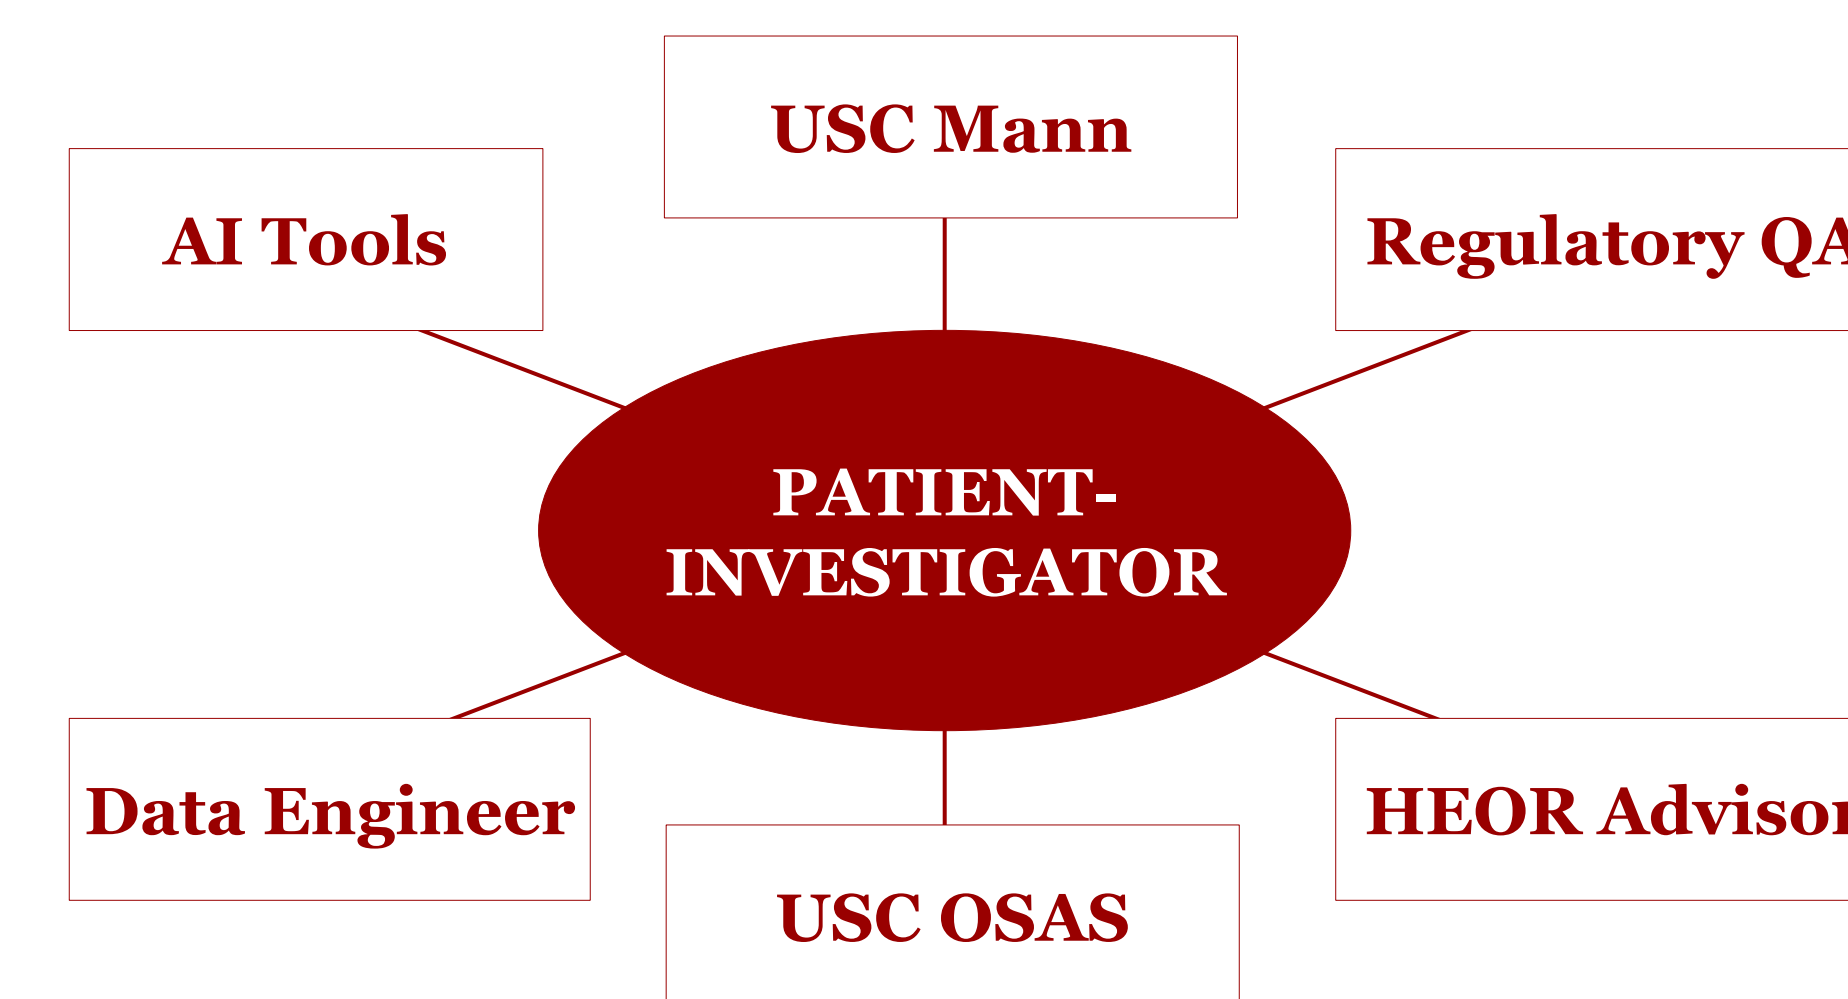 USC Mann
AI Tools
Regulatory QA
PATIENT-
INVESTIGATOR
Data Engineer
HEOR Advisor
USC OSAS